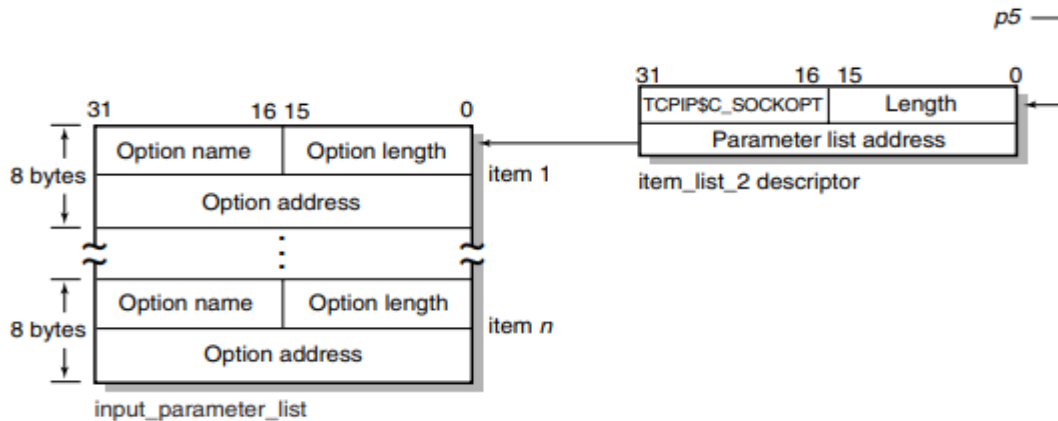 p5
31 16 15 0
TCPIP$C_SOCKOPT Length
Parameter list address
item_list_2 descriptor
31 16 15 0
8 bytes Option name Option length item 1
Option address
8 bytes Option name Option length item n
Option address
input_parameter_list